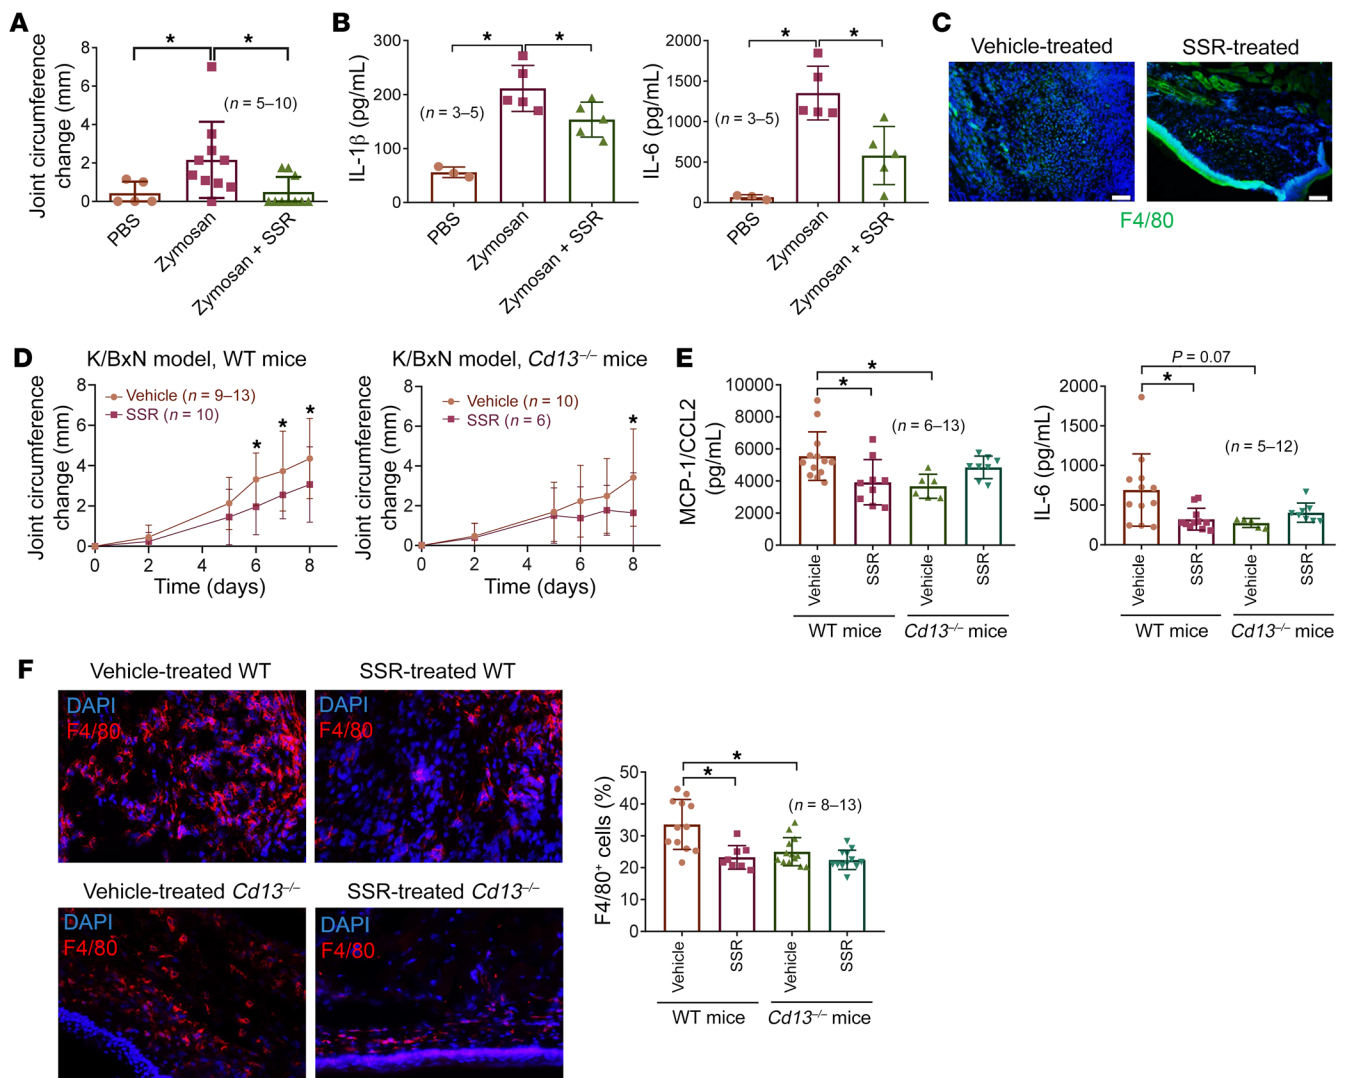 A
Joint circumference
change (mm)
8
6
4
2
0
*
*
(n = 5–10)
PBS
Zymosan
Zymosan + SSR
B
IL-1β (pg/mL)
300
200
100
0
*
*
(n = 3–5)
PBS
Zymosan
Zymosan + SSR
IL-6 (pg/mL)
2000
1500
6000
500
0
*
*
(n = 3–5)
PBS
Zymosan
Zymosan + SSR
C
Vehicle-treated
SSR-treated
F4/80
D
K/BxN model, WT mice
Joint circumference
change (mm)
8
6
4
2
0
Vehicle (n = 9–13)
SSR (n = 10)
*
*
*
0
2
4
6
8
Time (days)
K/BxN model, Cd13–/– mice
Joint circumference
change (mm)
8
6
4
2
0
Vehicle (n = 10)
SSR (n = 6)
*
0
2
4
6
8
Time (days)
E
MCP-1/CCL2
(pg/mL)
10000
8000
6000
4000
2000
0
*
*
(n = 6–13)
Vehicle
SSR
Vehicle
SSR
WT mice
Cd13–/– mice
IL-6 (pg/mL)
2000
1500
1000
500
0
P = 0.07
*
(n = 5–12)
Vehicle
SSR
Vehicle
SSR
WT mice
Cd13–/– mice
F
Vehicle-treated WT
SSR-treated WT
DAPI
F4/80
DAPI
F4/80
Vehicle-treated Cd13–/–
SSR-treated Cd13–/–
DAPI
F4/80
DAPI
F4/80
F4/80+ cells (%)
50
40
30
20
10
0
*
*
(n = 8–13)
Vehicle
SSR
Vehicle
SSR
WT mice
Cd13–/– mice